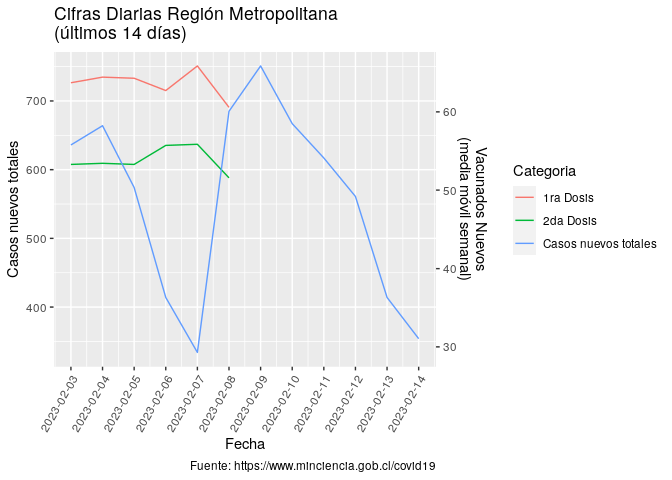 Cifras Diarias Región Metropolitana
(últimos 14 días)
Casos nuevos totales
700
600
500
400
60
50
40
30
Vacunados Nuevos
(media móvil semanal)
2023-02-03
2023-02-04
2023-02-05
2023-02-06
2023-02-07
2023-02-08
2023-02-09
2023-02-10
2023-02-11
2023-02-12
2023-02-13
2023-02-14
Fecha
Categoria
1ra Dosis
2da Dosis
Casos nuevos totales
Fuente: https://www.minciencia.gob.cl/covid19